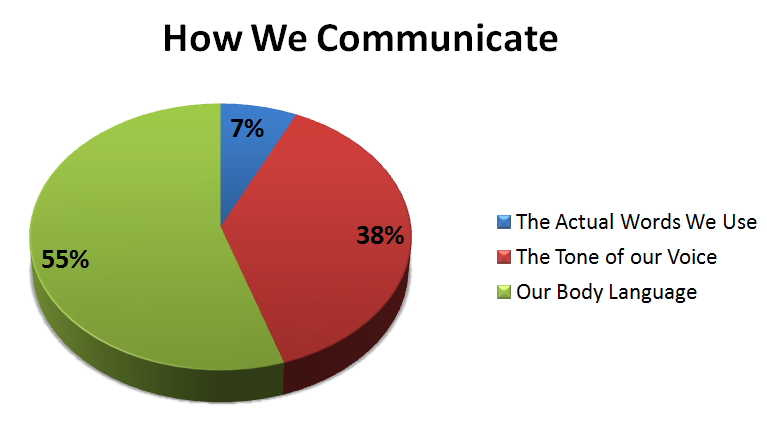 How We Communicate
7%
38%
55%
The Actual Words We Use
The Tone of our Voice
Our Body Language